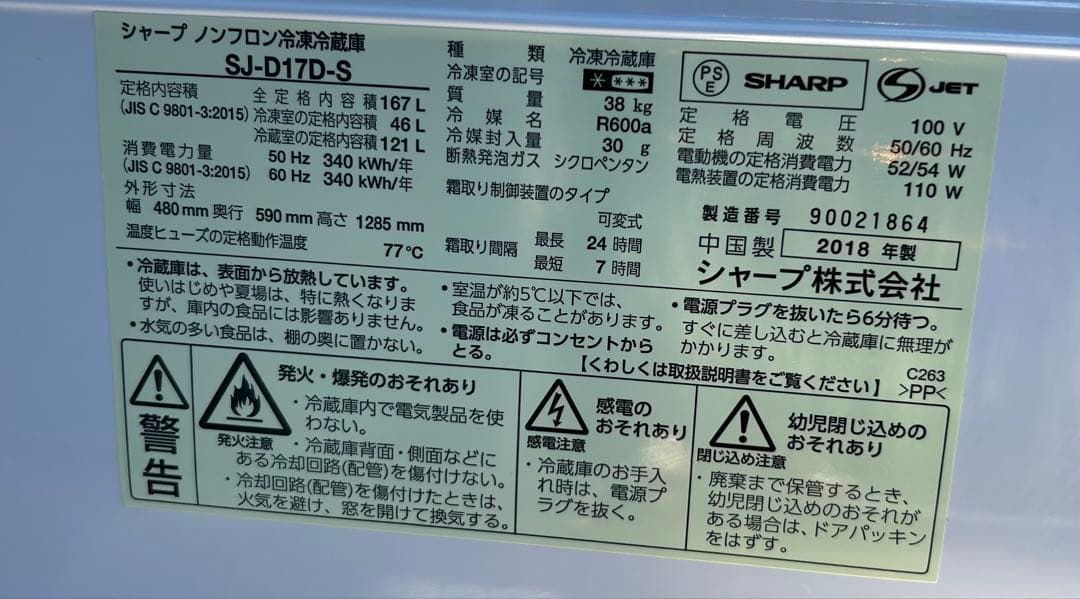 シャープ ノンフロン冷凍冷蔵庫
SJ-D17D-S
定格内容積
(JIS C 9801-3:2015)
全定格内容積 167 L
冷凍室の定格内容積 46 L
冷蔵室の定格内容積 121 L
消費電力量
(JIS C 9801-3:2015)
50 Hz 340 kWh/年
60 Hz 340 kWh/年
外形寸法
幅 480 mm 奥行 590 mm 高さ 1285 mm
温度ヒューズの定格動作温度 77℃
種類 冷凍冷蔵庫
冷凍室の記号 * ***
質量 38 kg
冷媒名 R600a
冷媒封入量 30 g
断熱発泡ガス シクロペンタン
霜取り制御装置のタイプ
可変式
霜取り間隔 最長 24 時間
最短 7 時間
PS
E
SHARP
JET
定格電圧 100 V
定格周波数 50/60 Hz
電動機の定格消費電力 52/54 W
電熱装置の定格消費電力 110 W
製造番号 90021864
中国製 2018 年製
シャープ株式会社
・冷蔵庫は、表面から放熱しています。
使いはじめや夏場は、特に熱くなりま
すが、庫内の食品には影響ありません。
・水気の多い食品は、棚の奥に置かない。
・室温が約5℃以下では、
食品が凍ることがあります。
・電源は必ずコンセントから
とる。
・電源プラグを抜いたら6分待つ。
すぐに差し込むと冷蔵庫に無理が
かかります。
【くわしくは取扱説明書をご覧ください】
C263
>PP<
警告
発火注意
発火・爆発のおそれあり
・冷蔵庫内で電気製品を使
わない。
・冷蔵庫背面・側面などに
ある冷却回路(配管)を傷付けない。
・冷却回路(配管)を傷付けたときは、
火気を避け、窓を開けて換気する。
感電注意
感電の
おそれあり
・冷蔵庫のお手入
れ時は、電源プ
ラグを抜く。
閉じ込め注意
幼児閉じ込めの
おそれあり
・廃棄まで保管するとき、
幼児閉じ込めのおそれが
ある場合は、ドアパッキン
をはずす。